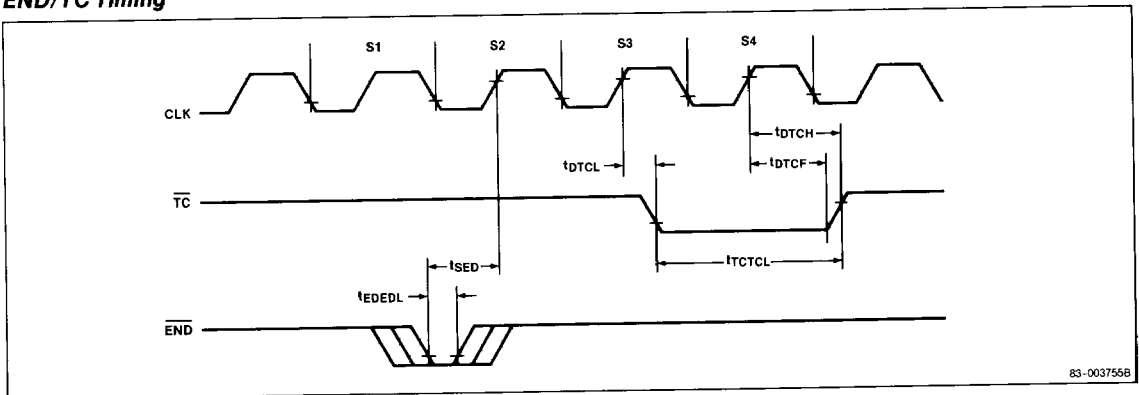 END/TC Timing
S1
S2
S3
S4
CLK
tDTCH
tDTCL
tDTCF
TC
tTCTCL
tSED
tEDEDL
END
83-003755B